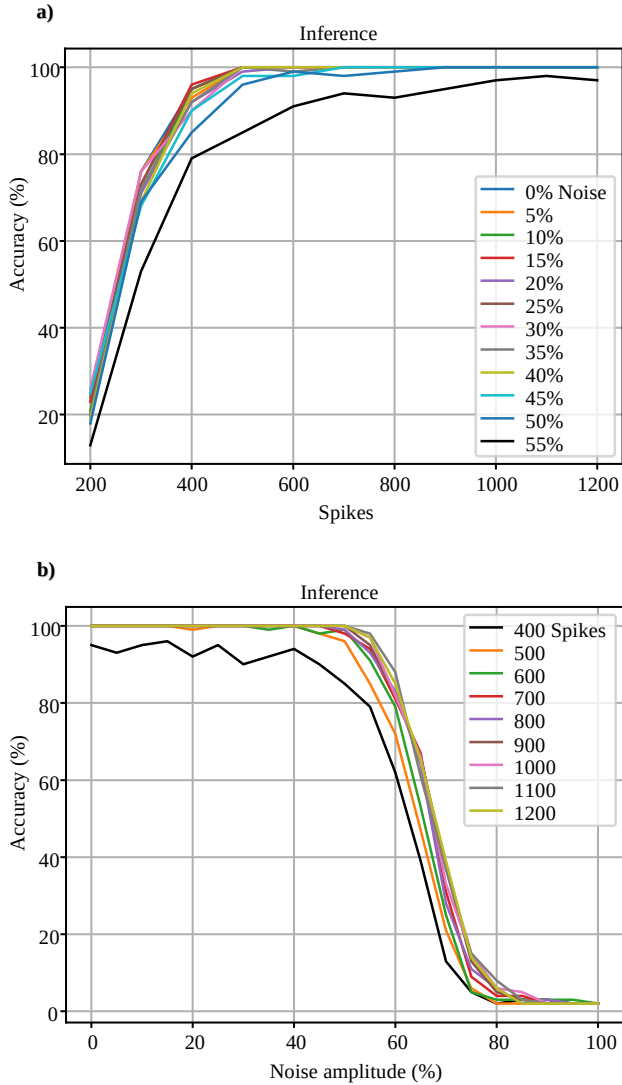 a)
Inference
100
80
60
40
20
Accuracy (%)
0% Noise
5%
10%
15%
20%
25%
30%
35%
40%
45%
50%
55%
200 400 600 800 1000 1200
Spikes
b)
Inference
100
80
60
40
20
0
Accuracy (%)
400 Spikes
500
600
700
800
900
1000
1100
1200
0 20 40 60 80 100
Noise amplitude (%)